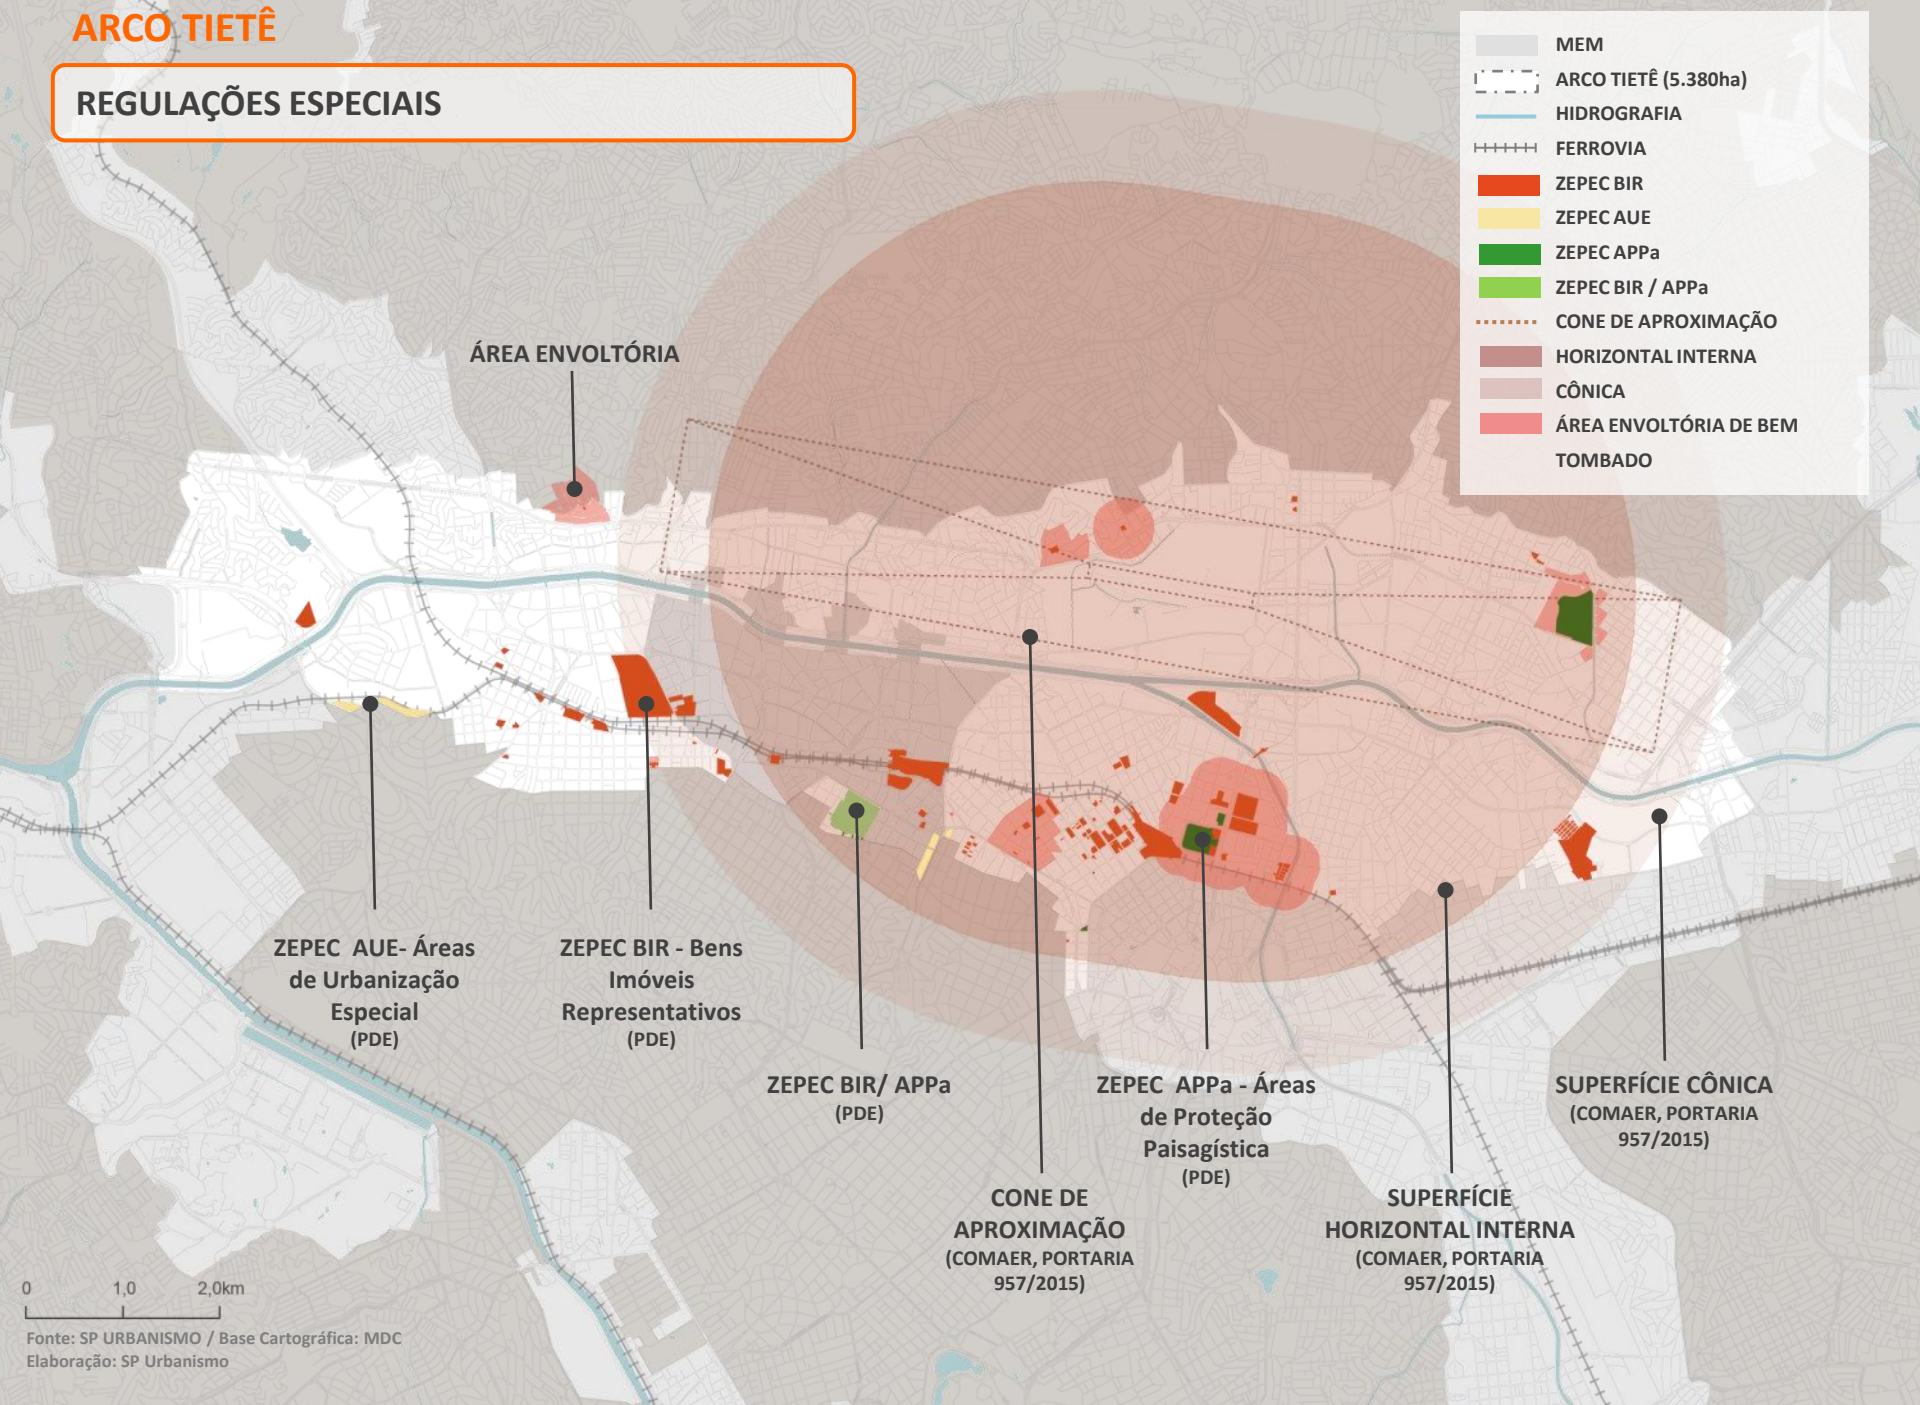 ARCO TIETÊ
REGULAÇÕES ESPECIAIS
MEM
ARCO TIETÊ (5.380ha)
HIDROGRAFIA
FERROVIA
ZEPEC BIR
ZEPEC AUE
ZEPEC APPa
ZEPEC BIR / APPa
CONE DE APROXIMAÇÃO
HORIZONTAL INTERNA
CÔNICA
ÁREA ENVOLTÓRIA DE BEM
TOMBADO
ÁREA ENVOLTÓRIA
ZEPEC  AUE- Áreas
de Urbanização
Especial
(PDE)
ZEPEC BIR - Bens
Imóveis
Representativos
(PDE)
ZEPEC BIR/ APPa
(PDE)
CONE DE
APROXIMAÇÃO
(COMAER, PORTARIA
957/2015)
ZEPEC  APPa - Áreas
de Proteção
Paisagística
(PDE)
SUPERFÍCIE
HORIZONTAL INTERNA
(COMAER, PORTARIA
957/2015)
SUPERFÍCIE CÔNICA
(COMAER, PORTARIA
957/2015)
0 1,0 2,0km
Fonte: SP URBANISMO / Base Cartográfica: MDC
Elaboração: SP Urbanismo